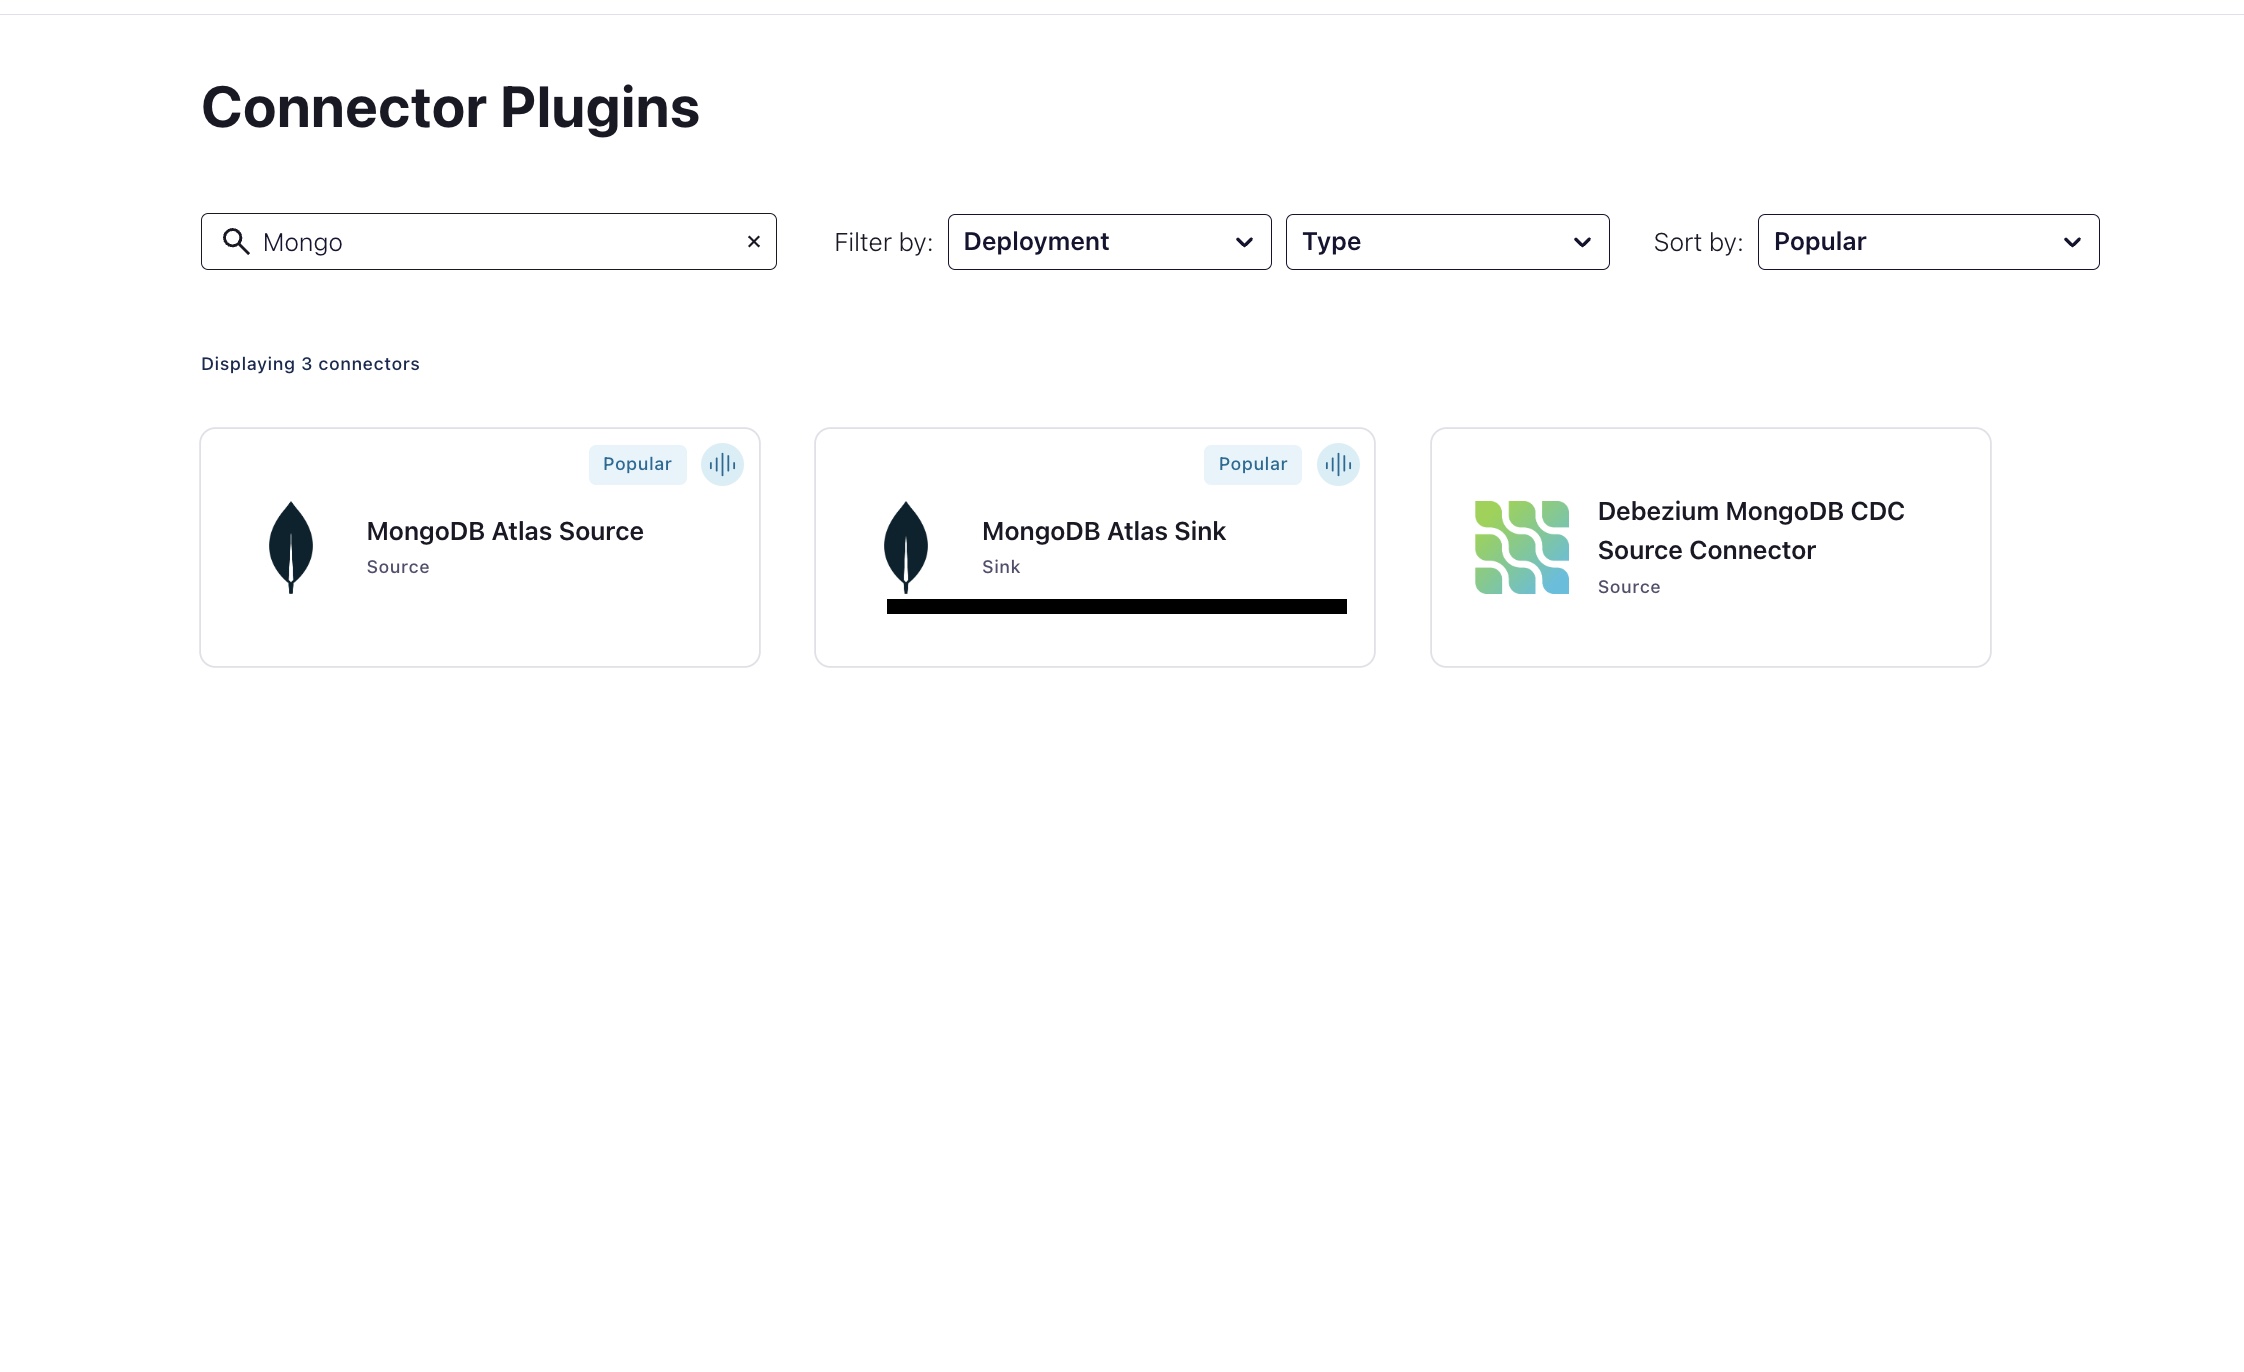 Connector Plugins
Mongo
Filter by:
Deployment
Type
Sort by:
Popular
Displaying 3 connectors
Popular
MongoDB Atlas Source
Source
Popular
MongoDB Atlas Sink
Sink
Debezium MongoDB CDC
Source Connector
Source